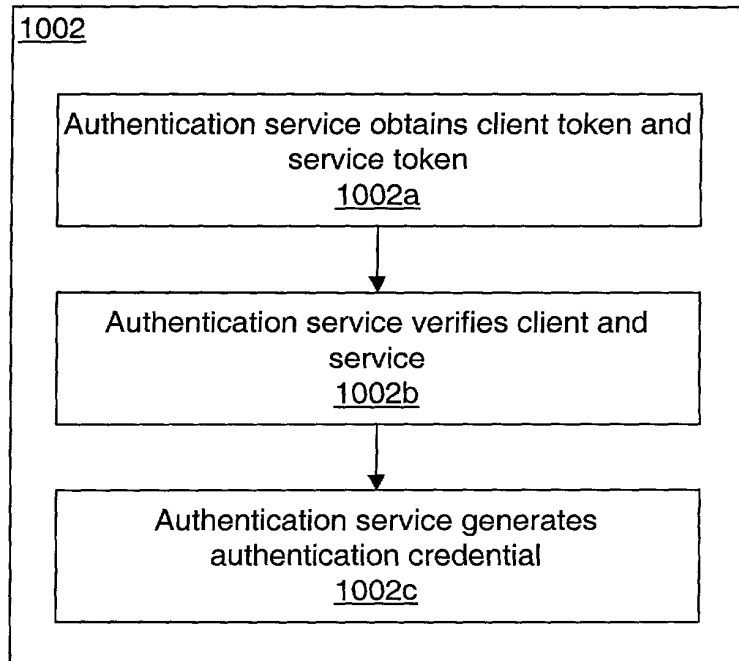 1002
Authentication service obtains client token and
service token
1002a
Authentication service verifies client and
service
1002b
Authentication service generates
authentication credential
1002c